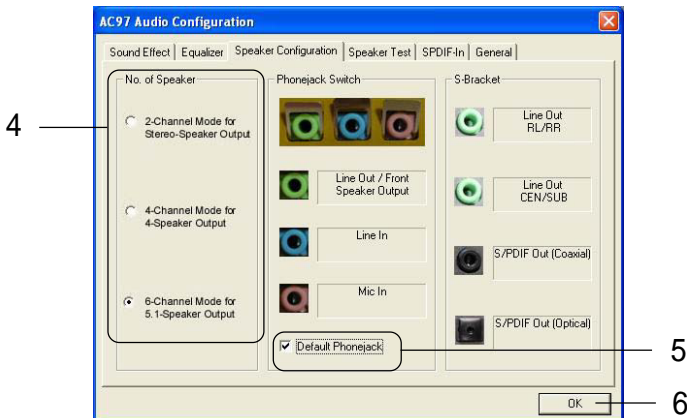 AC97 Audio Configuration
Sound Effect Equalizer Speaker Configuration Speaker Test SPDIF-In General
No. of Speaker
4
2-Channel Mode for
Stereo-Speaker Output
4-Channel Mode for
4-Speaker Output
6-Channel Mode for
5.1-Speaker Output
Phonejack Switch
Line Out / Front
Speaker Output
Line In
Mic In
Default Phonejack
5
S-Bracket
Line Out
RL/RR
Line Out
CEN/SUB
S/PDIF Out (Coaxial)
S/PDIF Out (Optical)
OK
6